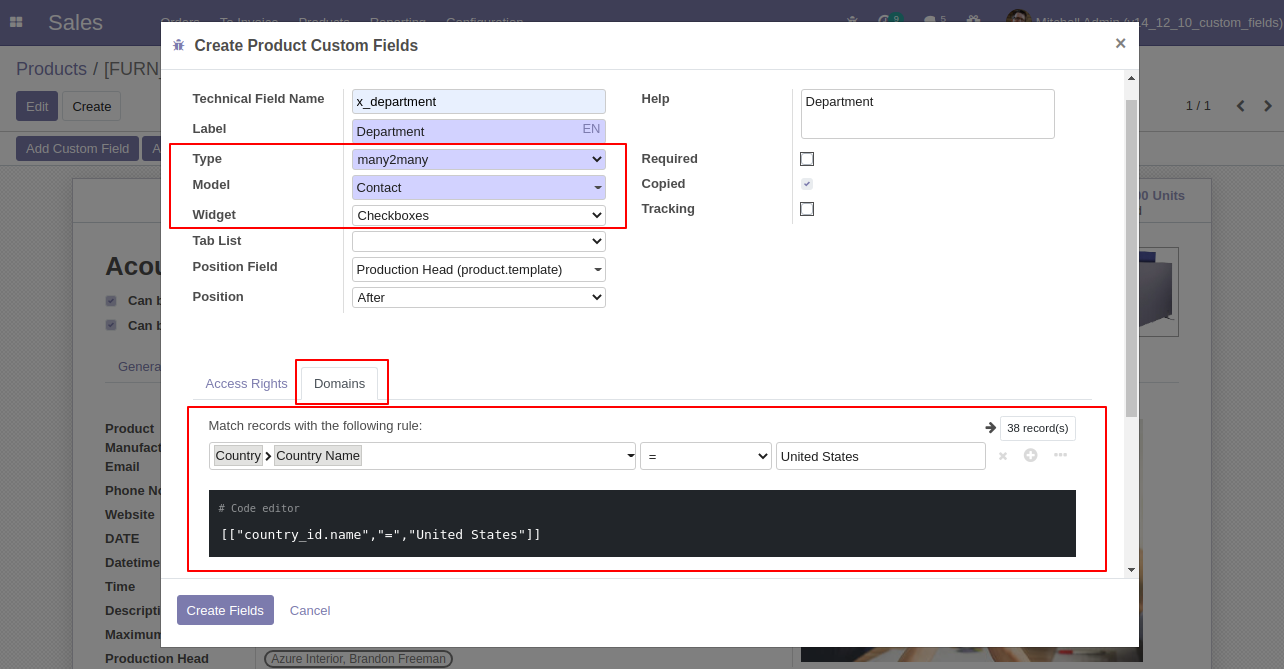 Sales Orders To Invoice Products Reporting Configuration 9 5 Mitchell Admin (v14_12_10_custom_fields)
Create Product Custom Fields ×
Products / [FURN_
Edit Create 1 / 1
Add Custom Field A
Technical Field Name x_department Help Department
Label Department EN
Type many2many Required
Model Contact Copied
Widget Checkboxes Tracking
Tab List
Position Field Production Head (product.template)
Position After
00 Units
Acou
Can b
Can b
Genera
Access Rights Domains
Match records with the following rule: 38 record(s)
Country Country Name = United States
# Code editor
[["country_id.name","=","United States"]]
Product
Manufact
Email
Phone No
Website
DATE
Datetime
Time
Descripti
Maximum
Production Head Azure Interior, Brandon Freeman
Create Fields Cancel